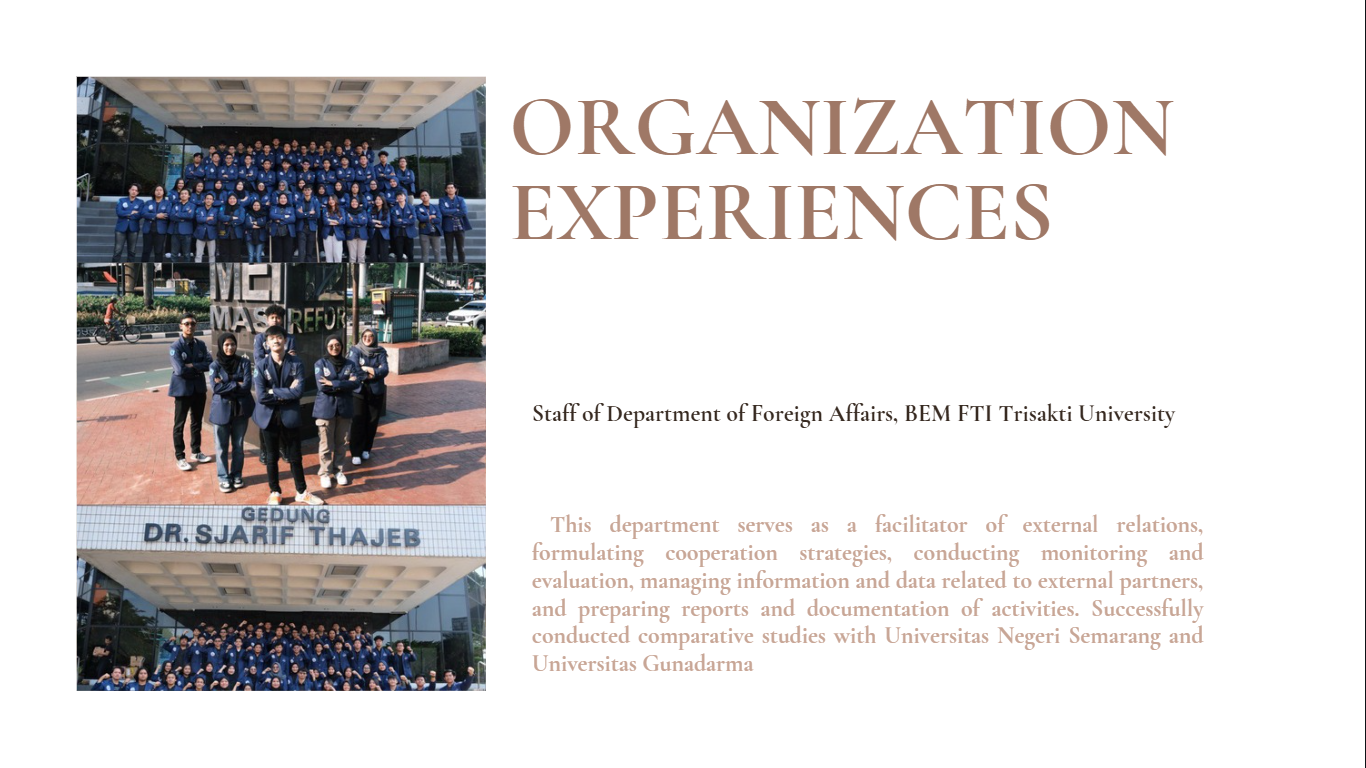 ORGANIZATION
EXPERIENCES
Staff of Department of Foreign Affairs, BEM FTI Trisakti University
This department serves as a facilitator of external relations,
formulating cooperation strategies, conducting monitoring and
evaluation, managing information and data related to external partners,
and preparing reports and documentation of activities. Successfully
conducted comparative studies with Universitas Negeri Semarang and
Universitas Gunadarma
MEI
MAS REFOR
GEDUNG
DR. SJARIF THAJEB